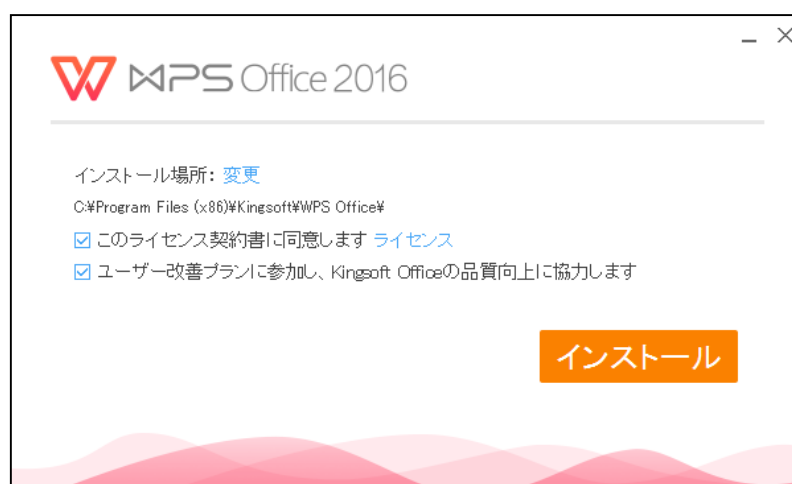 WPS Office 2016
インストール場所: 変更
C:¥Program Files (x86)¥Kingsoft¥WPS Office¥
このライセンス契約書に同意します ライセンス
ユーザー改善プランに参加し、Kingsoft Officeの品質向上に協力します
インストール